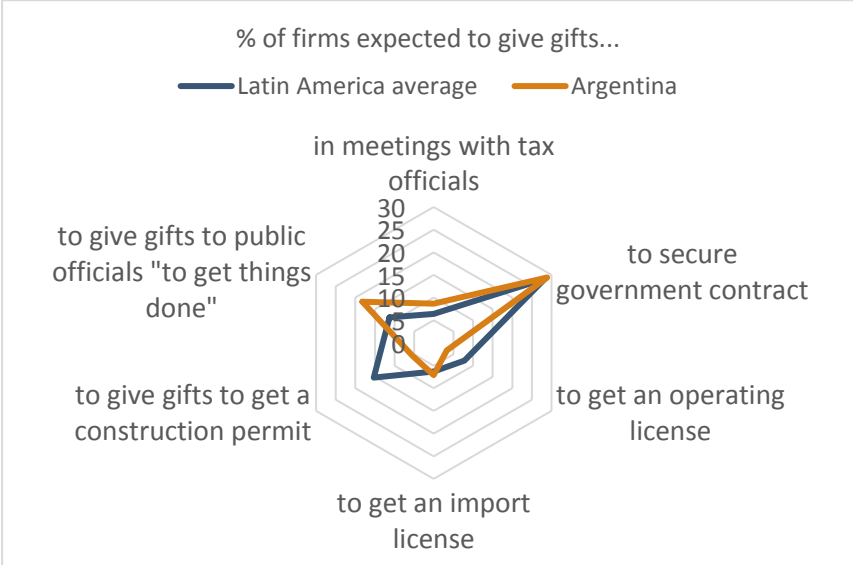 % of firms expected to give gifts...
Latin America average
Argentina
in meetings with tax
officials
30
25
20
15
10
5
0
to secure
government contract
to get an operating
license
to get an import
license
to give gifts to get a
construction permit
to give gifts to public
officials "to get things
done"